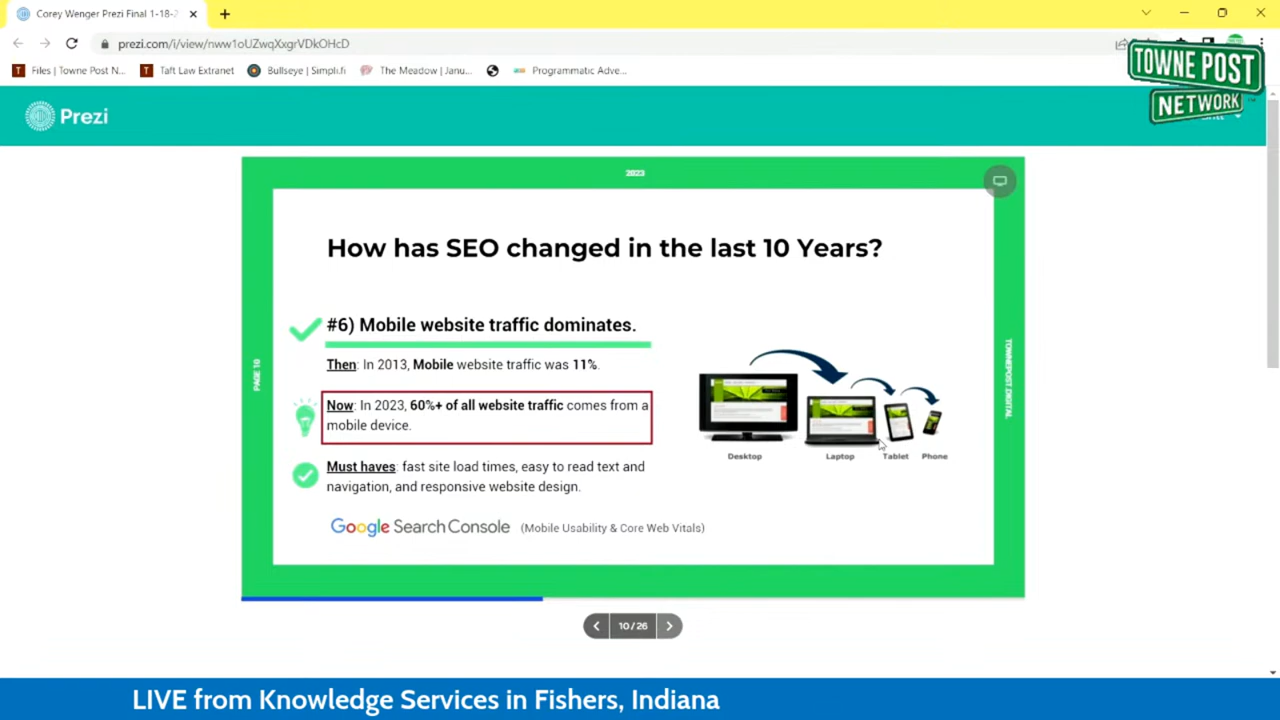 Corey Wenger Prezi Final 1-18-2
prezi.com/i/view/nww1oUZwqXxgrVDkOHcD
Files | Towne Post N...
Taft Law Extranet
Bullseye | Simpli.fi
The Meadow | Janu...
Programmatic Adve...
TOWNE POST
NETWORK
Prezi
2023
How has SEO changed in the last 10 Years?
#6) Mobile website traffic dominates.
Then: In 2013, Mobile website traffic was 11%.
PAGE 10
TOWNEPOST DIGITAL
Now: In 2023, 60%+ of all website traffic comes from a
mobile device.
Desktop
Laptop
Tablet
Phone
Must haves: fast site load times, easy to read text and
navigation, and responsive website design.
Google Search Console (Mobile Usability & Core Web Vitals)
10 / 26
LIVE from Knowledge Services in Fishers, Indiana